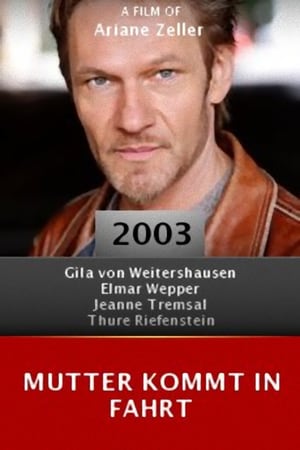 A FILM OF
Ariane Zeller
2003
Gila von Weitershausen
Elmar Wepper
Jeanne Tremsal
Thure Riefenstein
MUTTER KOMMT IN
FAHRT